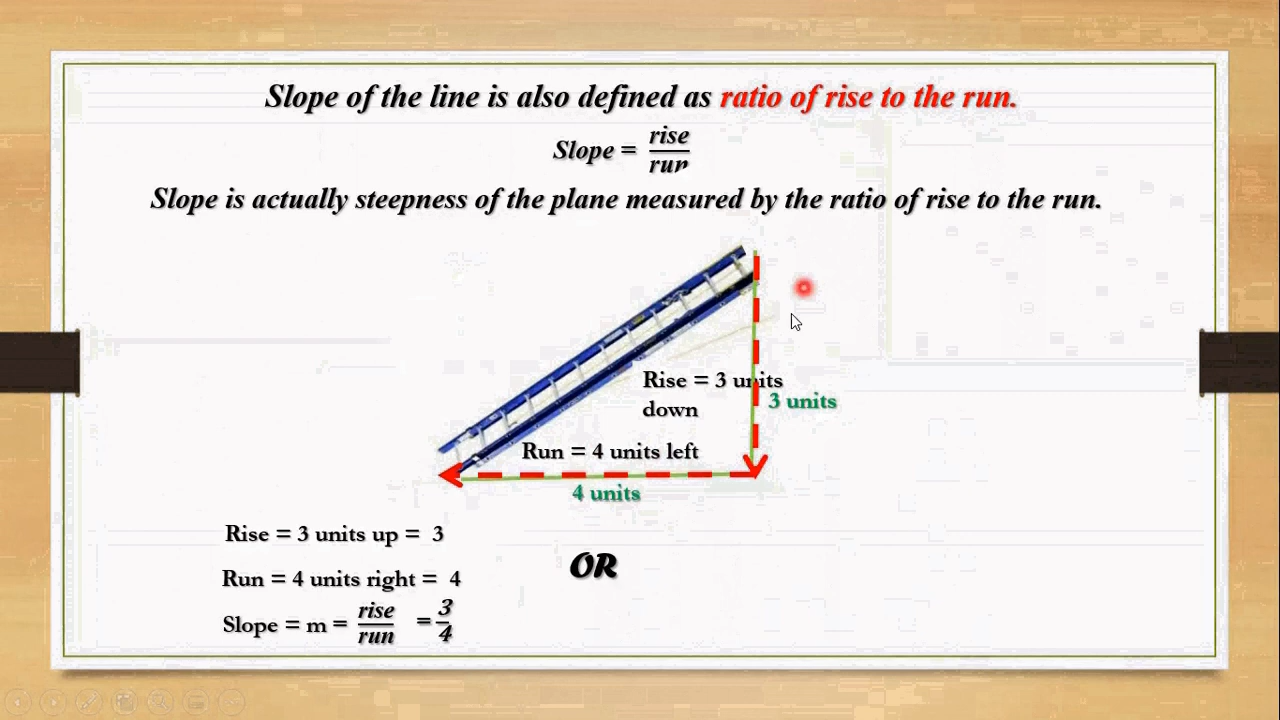 Slope of the line is also defined as ratio of rise to the run.
Slope = rise/run
Slope is actually steepness of the plane measured by the ratio of rise to the run.
Rise = 3 units
down
3 units
Run = 4 units left
4 units
Rise = 3 units up = 3
Run = 4 units right = 4
Slope = m = rise/run = 3/4
OR